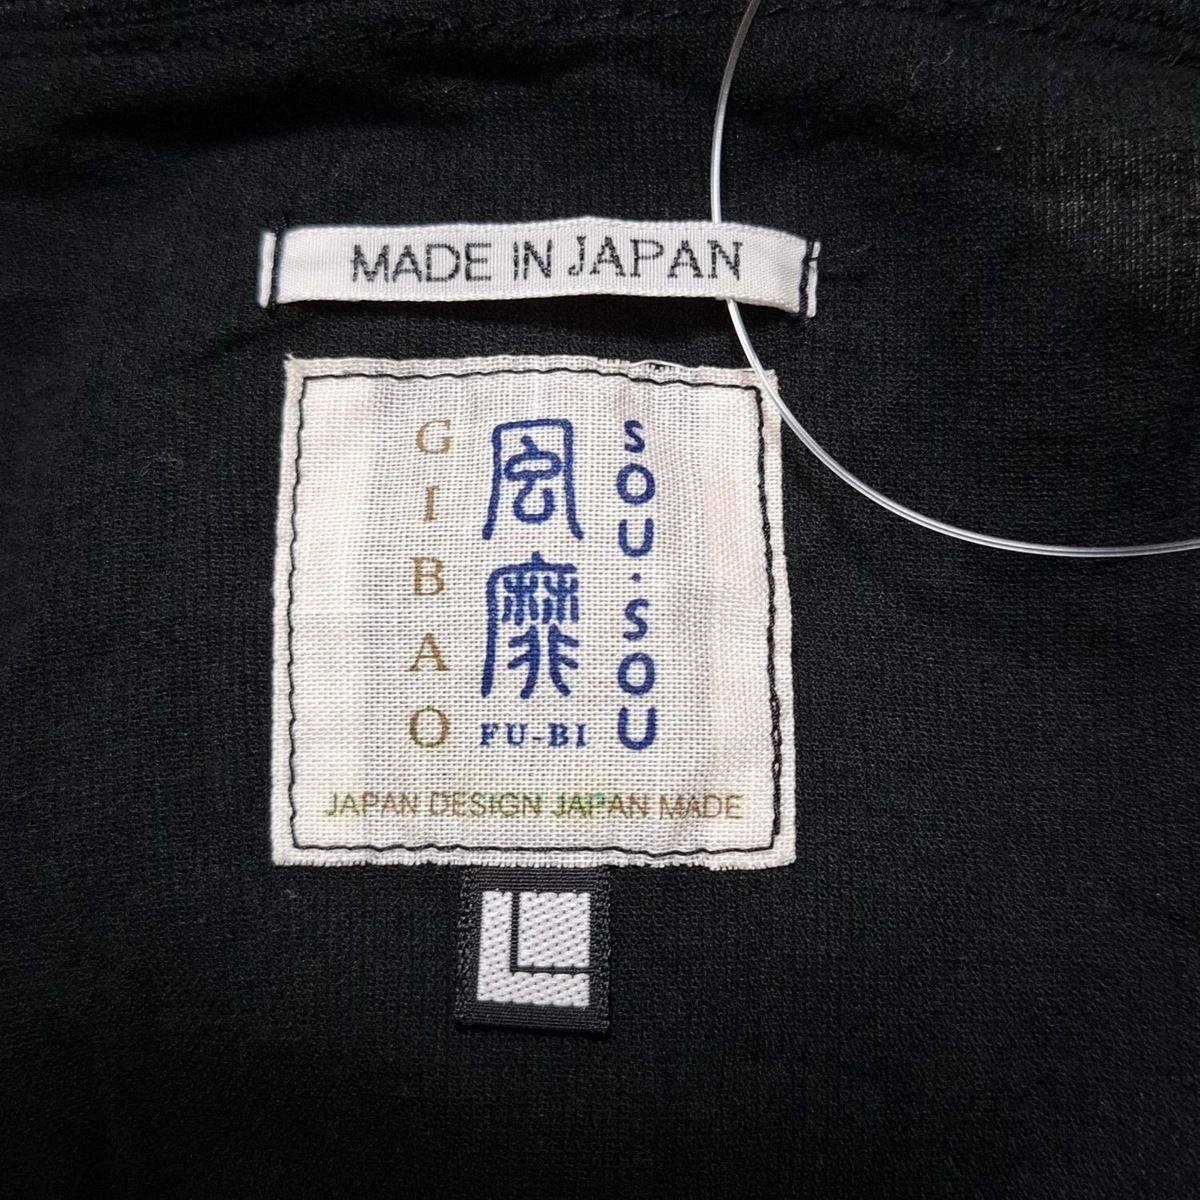 MADE IN JAPAN
SOU·SOU
風靡
FU-BI
GIBAO
JAPAN DESIGN JAPAN MADE
L